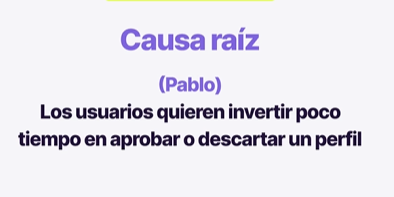 Causa raíz
(Pablo)
Los usuarios quieren invertir poco
tiempo en aprobar o descartar un perfil